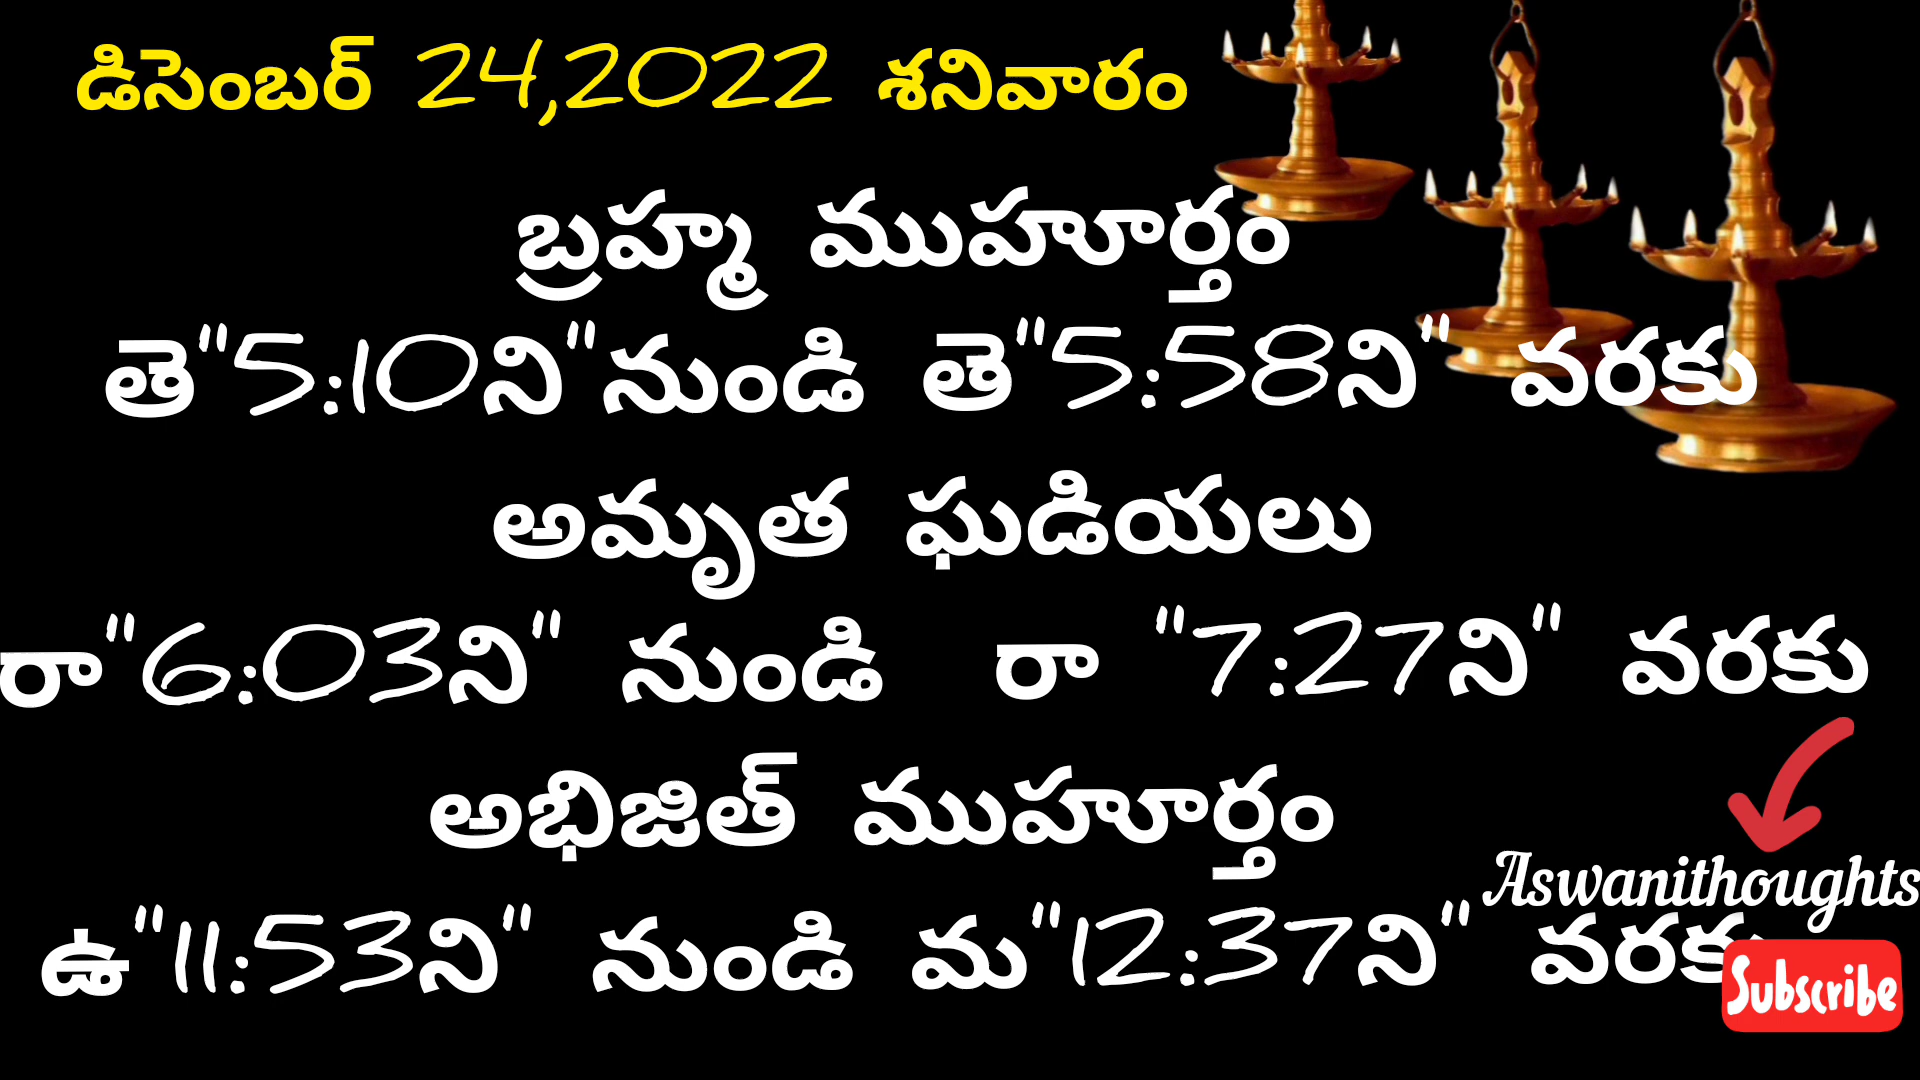 డిసెంబర్ 24,2022 శనివారం
బ్రహ్మ ముహూర్తం
తె"5:10ని"నుండి తె"5:58ని" వరకు
అమృత ఘడియలు
రా"6:03ని" నుండి రా "7:27ని" వరకు
అభిజిత్ ముహూర్తం
ఉ"11:53ని" నుండి మ"12:37ని" వరకు
Aswanithoughts
Subscribe